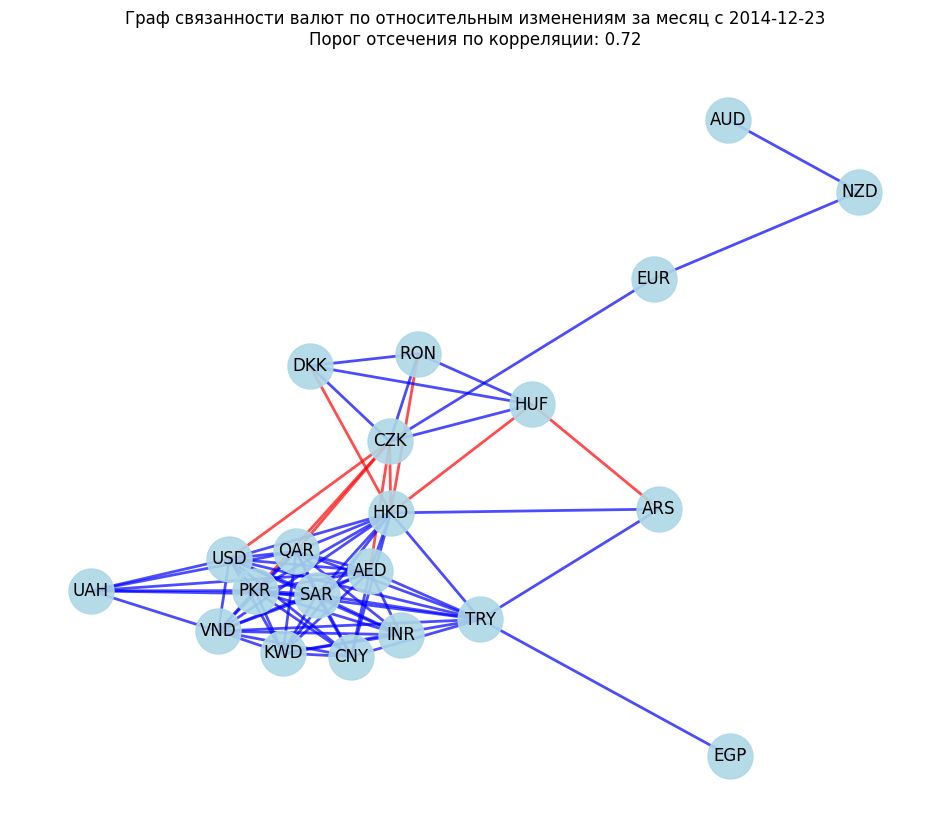 Граф связанности валют по относительным изменениям за месяц с 2014-12-23
Порог отсечения по корреляции: 0.72
AUD
NZD
EUR
RON
DKK
HUF
CZK
ARS
HKD
QAR
USD
AED
UAH
PKR
SAR
TRY
VND
INR
KWD
CNY
EGP